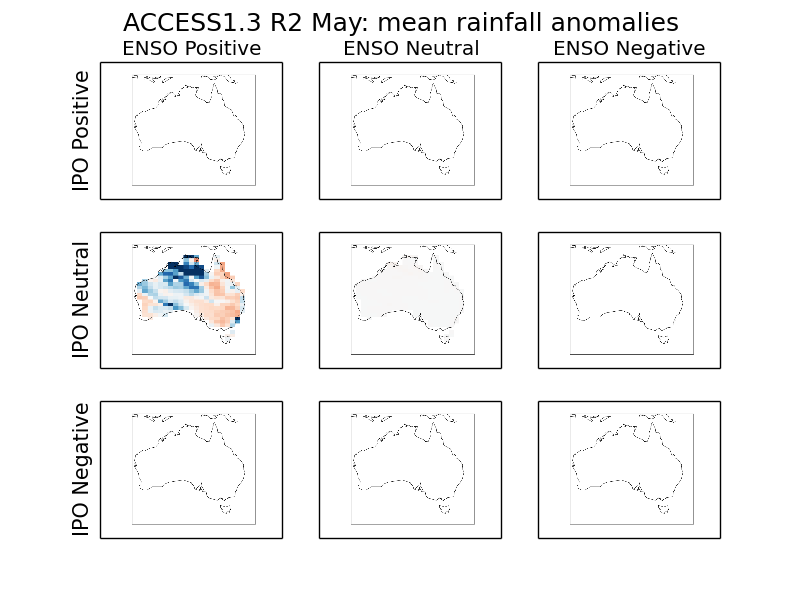 ACCESS1.3 R2 May: mean rainfall anomalies
ENSO Positive
ENSO Neutral
ENSO Negative
IPO Positive
IPO Neutral
IPO Negative